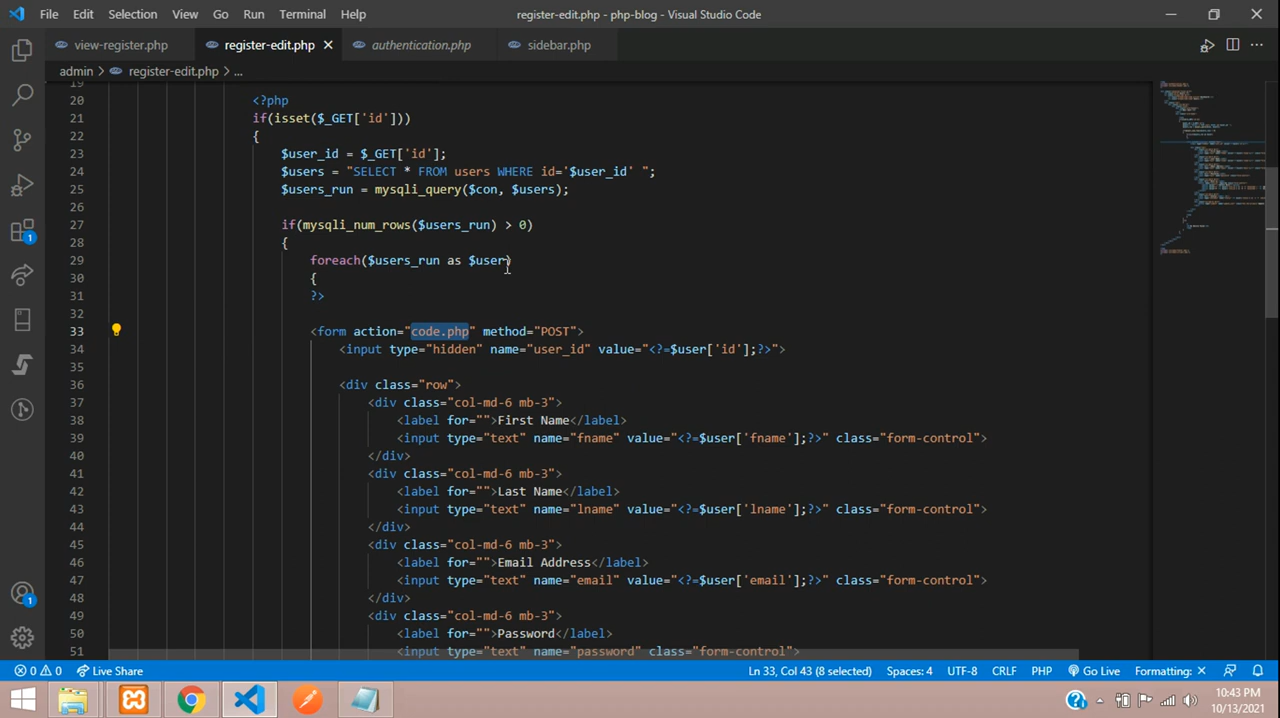 File Edit Selection View Go Run Terminal Help register-edit.php - php-blog - Visual Studio Code
view-register.php register-edit.php authentication.php sidebar.php
admin > register-edit.php > ...
19
20 <?php
21 if(isset($_GET['id']))
22 {
23 $user_id = $_GET['id'];
24 $users = "SELECT * FROM users WHERE id='$user_id' ";
25 $users_run = mysqli_query($con, $users);
26
27 if(mysqli_num_rows($users_run) > 0)
28 {
29 foreach($users_run as $user)
30 {
31 ?>
32
33 <form action="code.php" method="POST">
34 <input type="hidden" name="user_id" value="<?=$user['id'];?>">
35
36 <div class="row">
37 <div class="col-md-6 mb-3">
38 <label for="">First Name</label>
39 <input type="text" name="fname" value="<?=$user['fname'];?>" class="form-control">
40 </div>
41 <div class="col-md-6 mb-3">
42 <label for="">Last Name</label>
43 <input type="text" name="lname" value="<?=$user['lname'];?>" class="form-control">
44 </div>
45 <div class="col-md-6 mb-3">
46 <label for="">Email Address</label>
47 <input type="text" name="email" value="<?=$user['email'];?>" class="form-control">
48 </div>
49 <div class="col-md-6 mb-3">
50 <label for="">Password</label>
51 <input type="text" name="password" class="form-control">
1
1
0 0 Live Share Ln 33, Col 43 (8 selected) Spaces: 4 UTF-8 CRLF PHP Go Live Formatting: ×
10:43 PM
10/13/2021